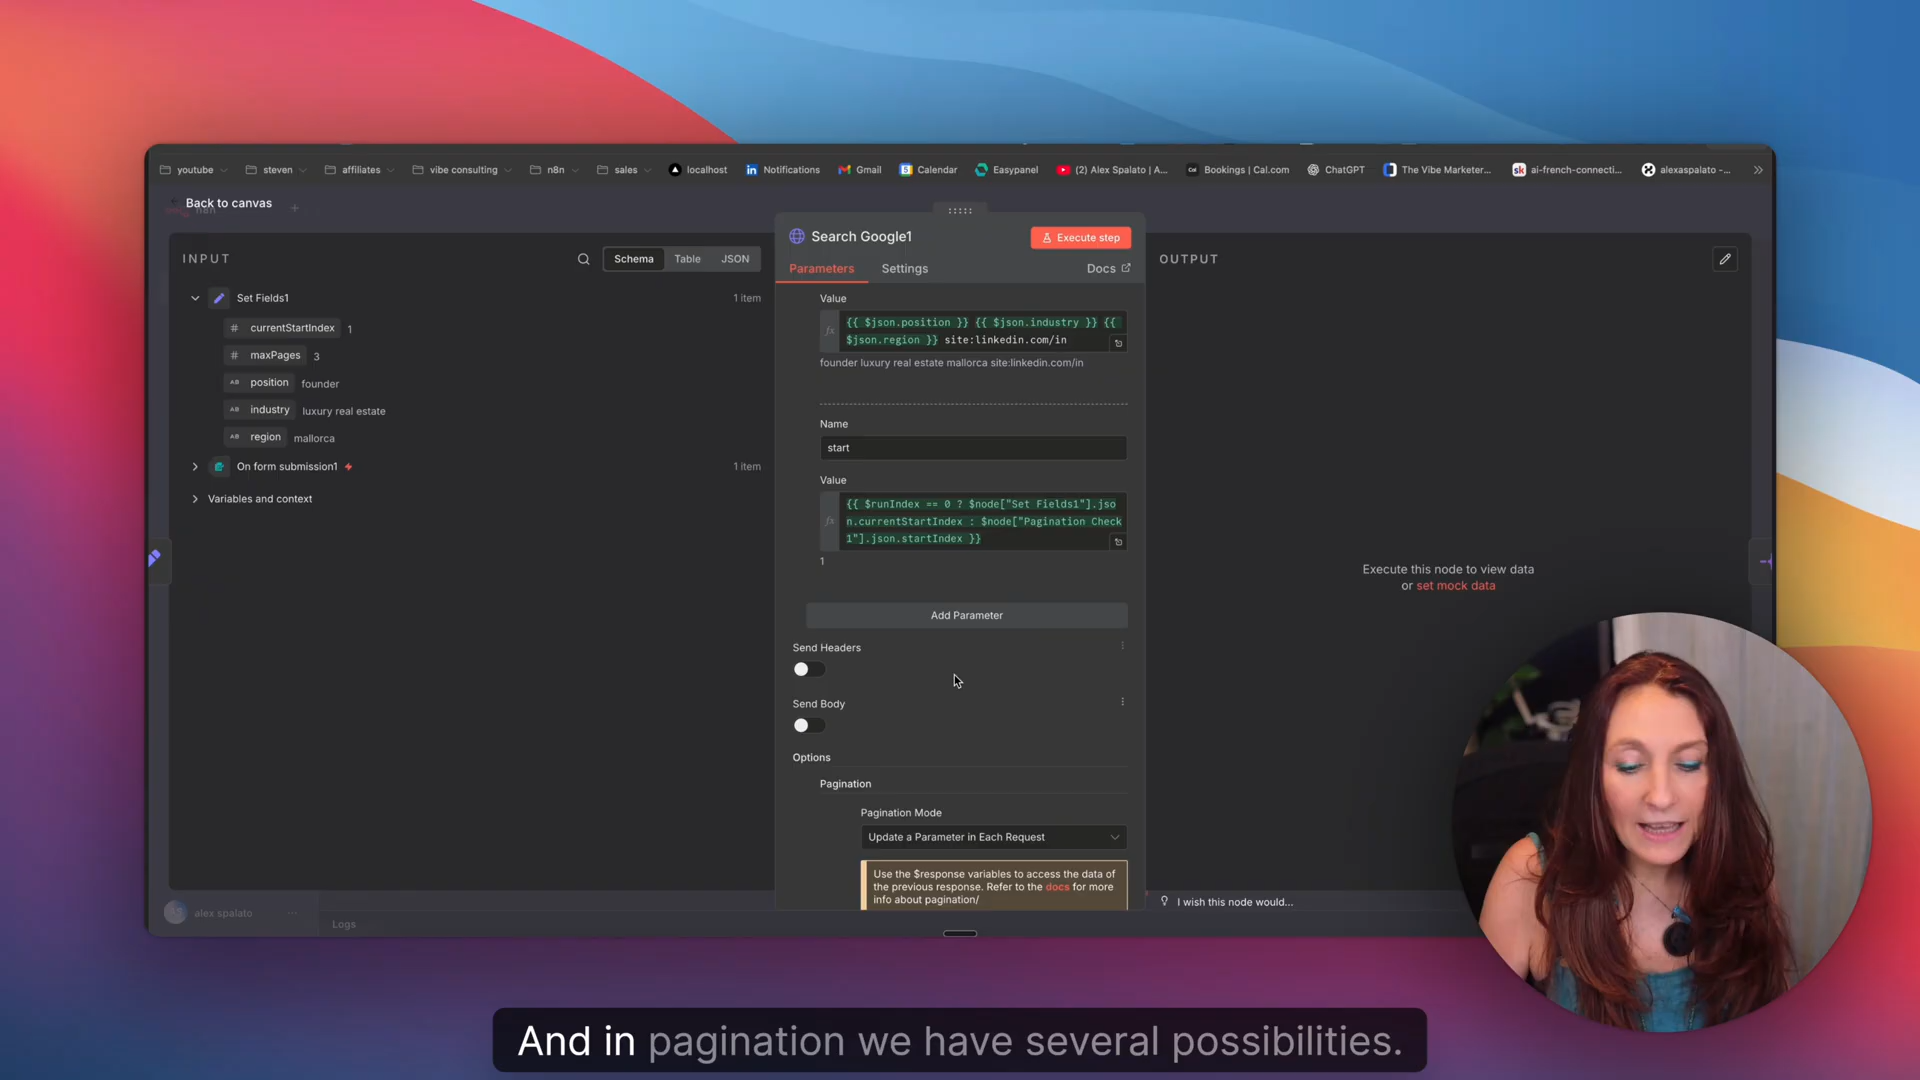 youtube
steven
affiliates
vibe consulting
n8n
sales
localhost
Notifications
Gmail
Calendar
Easypanel
(2) Alex Spalato | A...
Bookings | Cal.com
ChatGPT
The Vibe Marketer...
ai-french-connecti...
alexaspalato -...
Back to canvas
INPUT
Schema
Table
JSON
Set Fields1
1 item
currentStartIndex
1
maxPages
3
AB position
founder
AB industry
luxury real estate
AB region
mallorca
On form submission1
1 item
Variables and context
Search Google1
Execute step
Parameters
Settings
Docs
Value
fx
{{ $json.position }} {{ $json.industry }} {{
$json.region }} site:linkedin.com/in
founder luxury real estate mallorca site:linkedin.com/in
Name
start
Value
fx
{{ $runIndex == 0 ? $node["Set Fields1"].jso
n.currentStartIndex : $node["Pagination Check
1"].json.startIndex }}
1
Add Parameter
Send Headers
Send Body
Options
Pagination
Pagination Mode
Update a Parameter in Each Request
Use the $response variables to access the data of
the previous response. Refer to the docs for more
info about pagination/
OUTPUT
Execute this node to view data
or set mock data
I wish this node would...
alex spalato
Logs
And in pagination we have several possibilities.